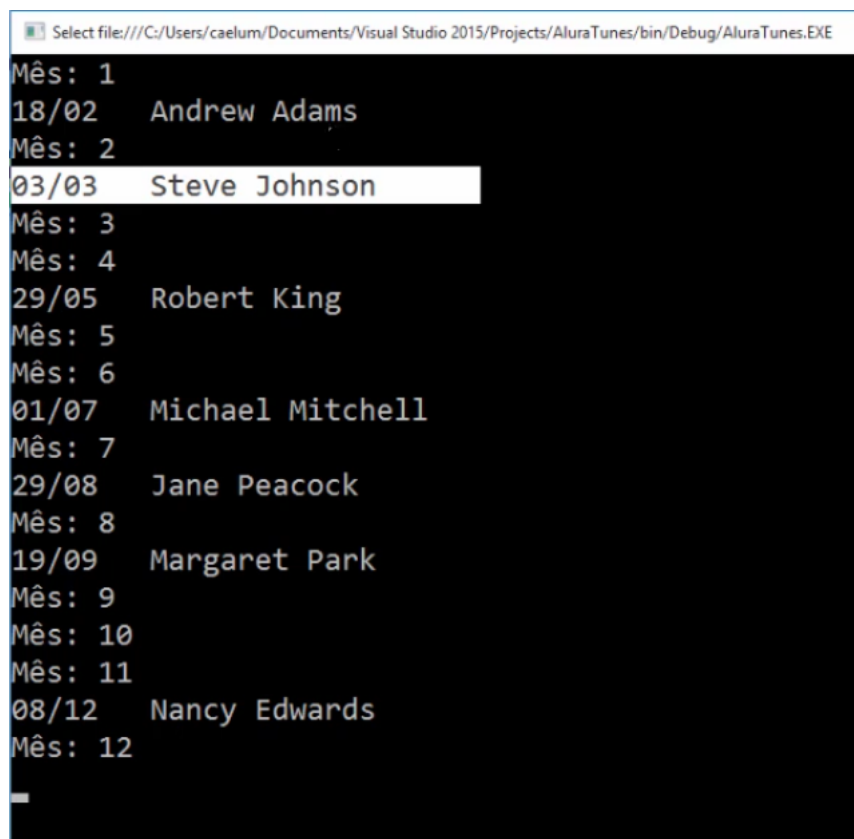 Select file:///C:/Users/caelum/Documents/Visual Studio 2015/Projects/AluraTunes/bin/Debug/AluraTunes.EXE
Mês: 1
18/02 Andrew Adams
Mês: 2
03/03 Steve Johnson
Mês: 3
Mês: 4
29/05 Robert King
Mês: 5
Mês: 6
01/07 Michael Mitchell
Mês: 7
29/08 Jane Peacock
Mês: 8
19/09 Margaret Park
Mês: 9
Mês: 10
Mês: 11
08/12 Nancy Edwards
Mês: 12